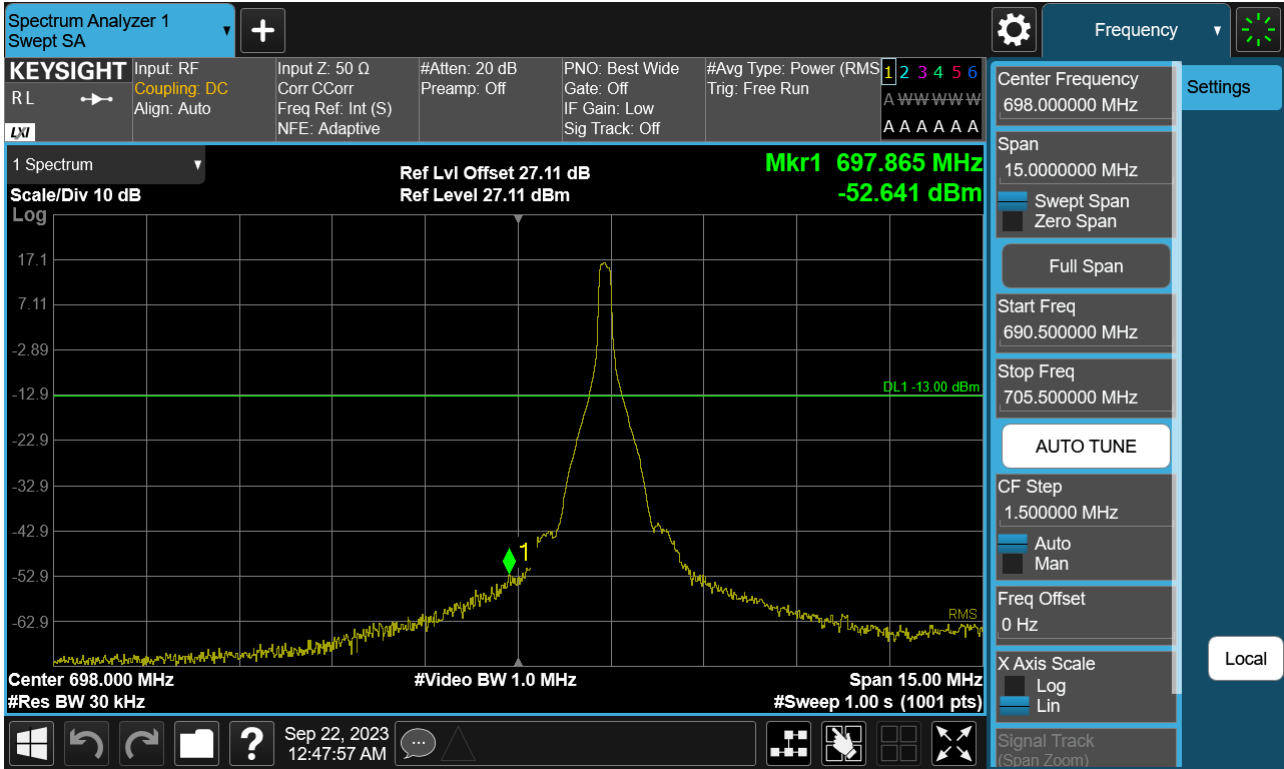 Spectrum Analyzer 1
Swept SA
Frequency
KEYSIGHT
R L
LXI
Input: RF
Coupling: DC
Align: Auto
Input Z: 50 Ω
Corr CCorr
Freq Ref: Int (S)
NFE: Adaptive
#Atten: 20 dB
Preamp: Off
PNO: Best Wide
Gate: Off
IF Gain: Low
Sig Track: Off
#Avg Type: Power (RMS
Trig: Free Run
1 2 3 4 5 6
A W W W W W
A A A A A A
1 Spectrum
Scale/Div 10 dB
Log
Ref Lvl Offset 27.11 dB
Ref Level 27.11 dBm
Mkr1 697.865 MHz
-52.641 dBm
17.1
7.11
-2.89
-12.9
-22.9
-32.9
-42.9
-52.9
-62.9
DL1 -13.00 dBm
1
RMS
Center 698.000 MHz
#Video BW 1.0 MHz
Span 15.00 MHz
#Res BW 30 kHz
#Sweep 1.00 s (1001 pts)
Center Frequency
698.000000 MHz
Span
15.0000000 MHz
Swept Span
Zero Span
Full Span
Start Freq
690.500000 MHz
Stop Freq
705.500000 MHz
AUTO TUNE
CF Step
1.500000 MHz
Auto
Man
Freq Offset
0 Hz
X Axis Scale
Log
Lin
Signal Track
(Span Zoom)
Settings
Local
?
Sep 22, 2023
12:47:57 AM